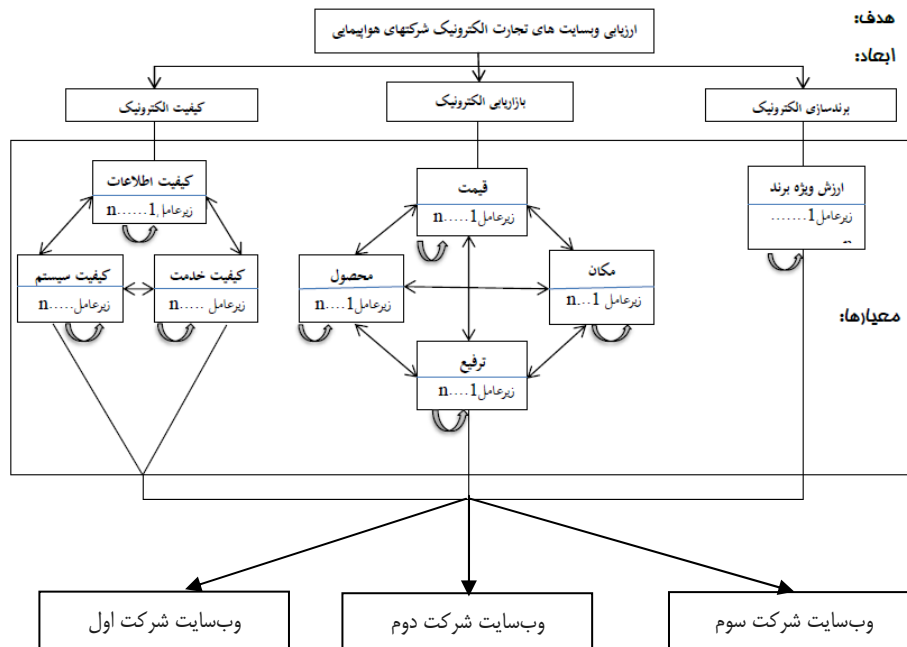 هدف:
ارزیابی وبسایت های تجارت الکترونیک شرکتهای هواپیمایی
ابعاد:
برندسازی الکترونیک
بازاریابی الکترونیک
کیفیت الکترونیک
معیارها:
ارزش ویژه برند
زیرعامل1.......
قیمت
زیرعامل1.....n
مکان
زیرعامل 1...n
محصول
زیرعامل1....n
ترفیع
زیرعامل1....n
کیفیت اطلاعات
زیرعامل1......n
کیفیت خدمت
زیرعامل .....n
کیفیت سیستم
زیرعامل.....n
وب‌سایت شرکت سوم
وب‌سایت شرکت دوم
وب‌سایت شرکت اول